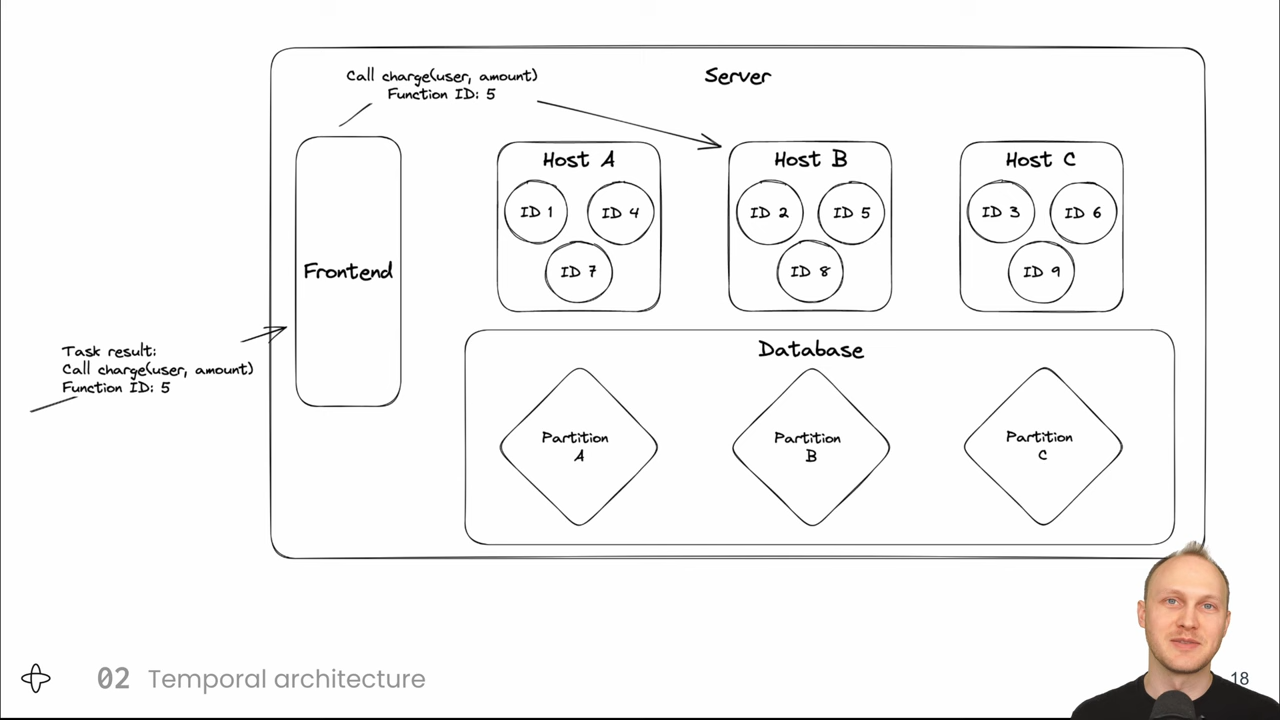 Call charge(user, amount)
Function ID: 5
Server
Host A
ID 1
ID 4
ID 7
Host B
ID 2
ID 5
ID 8
Host C
ID 3
ID 6
ID 9
Frontend
Task result:
Call charge(user, amount)
Function ID: 5
Database
Partition
A
Partition
B
Partition
C
02 Temporal architecture
18